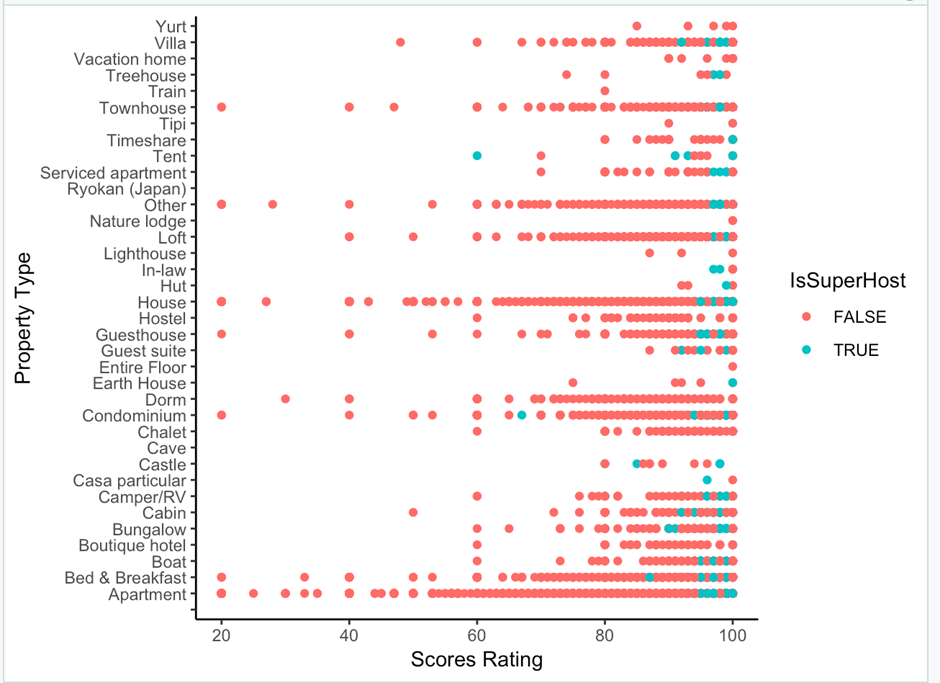 Yurt
Villa
Vacation home
Treehouse
Train
Townhouse
Tipi
Timeshare
Tent
Serviced apartment
Ryokan (Japan)
Other
Nature lodge
Loft
Lighthouse
In-law
Hut
House
Hostel
Guesthouse
Guest suite
Entire Floor
Earth House
Dorm
Condominium
Chalet
Cave
Castle
Casa particular
Camper/RV
Cabin
Bungalow
Boutique hotel
Boat
Bed & Breakfast
Apartment
Property Type
20 40 60 80 100
Scores Rating
IsSuperHost
FALSE
TRUE